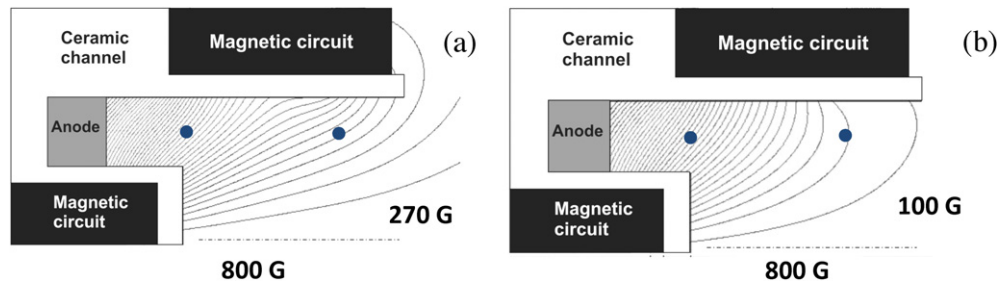 Ceramic
channel
Magnetic circuit
(a)
Anode
Magnetic
circuit
270 G
800 G
Ceramic
channel
Magnetic circuit
(b)
Anode
Magnetic
circuit
100 G
800 G